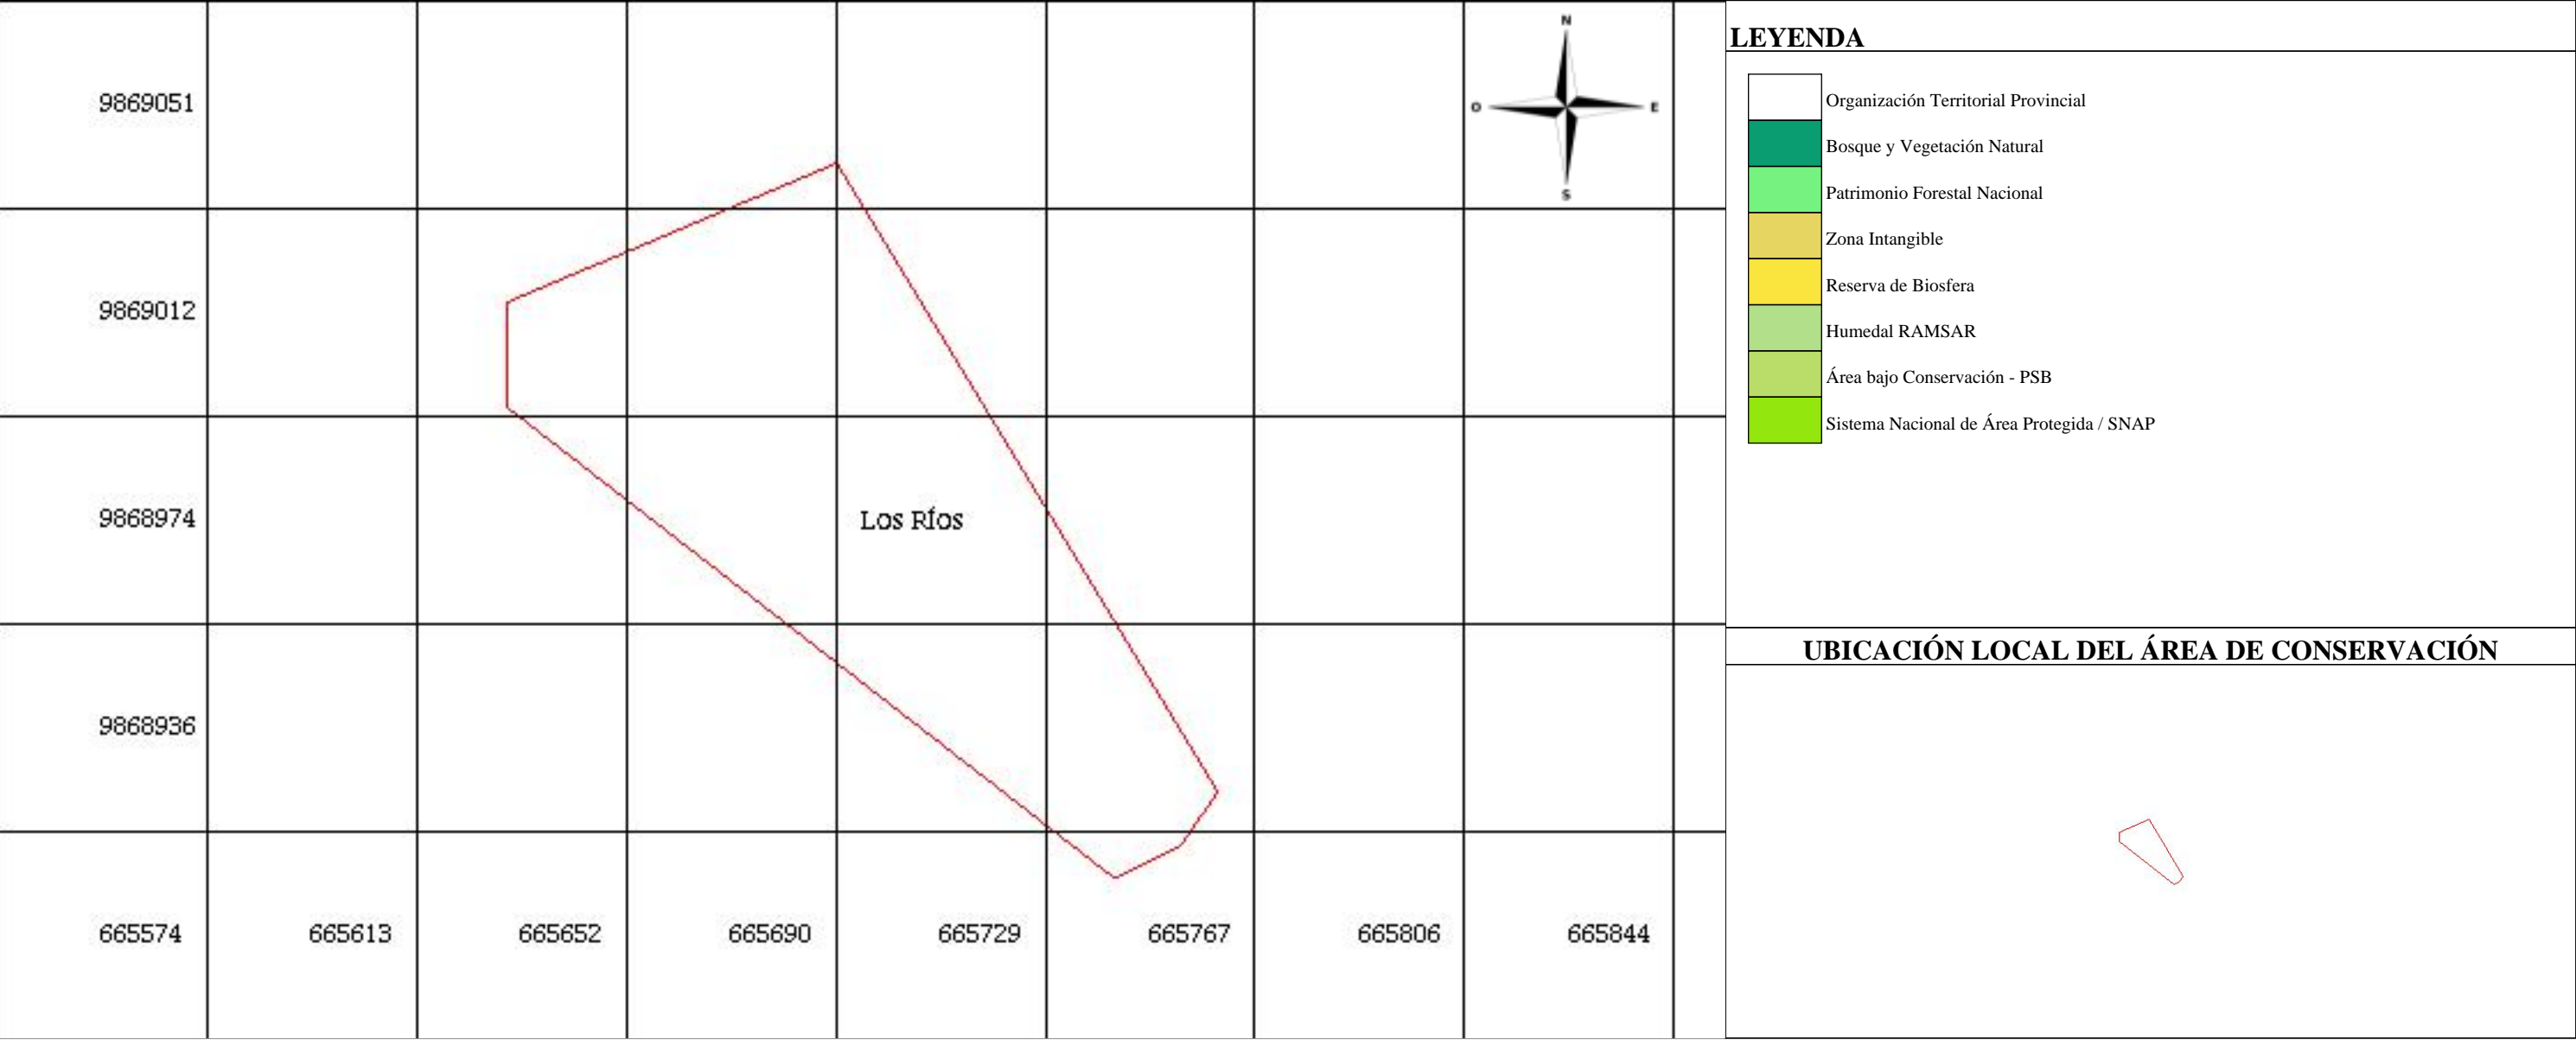 N
O
E
S
9869051
9869012
9868974
9868936
Los Ríos
665574
665613
665652
665690
665729
665767
665806
665844
LEYENDA
Organización Territorial Provincial
Bosque y Vegetación Natural
Patrimonio Forestal Nacional
Zona Intangible
Reserva de Biosfera
Humedal RAMSAR
Área bajo Conservación - PSB
Sistema Nacional de Área Protegida / SNAP
UBICACIÓN LOCAL DEL ÁREA DE CONSERVACIÓN